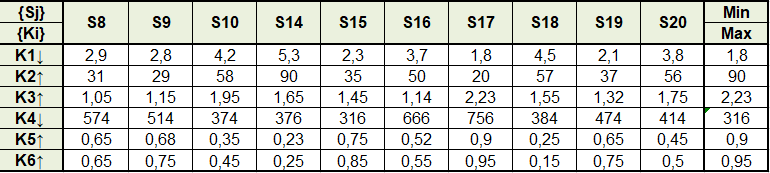 {Sj} S8 S9 S10 S14 S15 S16 S17 S18 S19 S20 Min
{Ki} Max
K1↓ 2,9 2,8 4,2 5,3 2,3 3,7 1,8 4,5 2,1 3,8 1,8
K2↑ 31 29 58 90 35 50 20 57 37 56 90
K3↑ 1,05 1,15 1,95 1,65 1,45 1,14 2,23 1,55 1,32 1,75 2,23
K4↓ 574 514 374 376 316 666 756 384 474 414 316
K5↑ 0,65 0,68 0,35 0,23 0,75 0,52 0,9 0,25 0,65 0,45 0,9
K6↑ 0,65 0,75 0,45 0,25 0,85 0,55 0,95 0,15 0,75 0,5 0,95